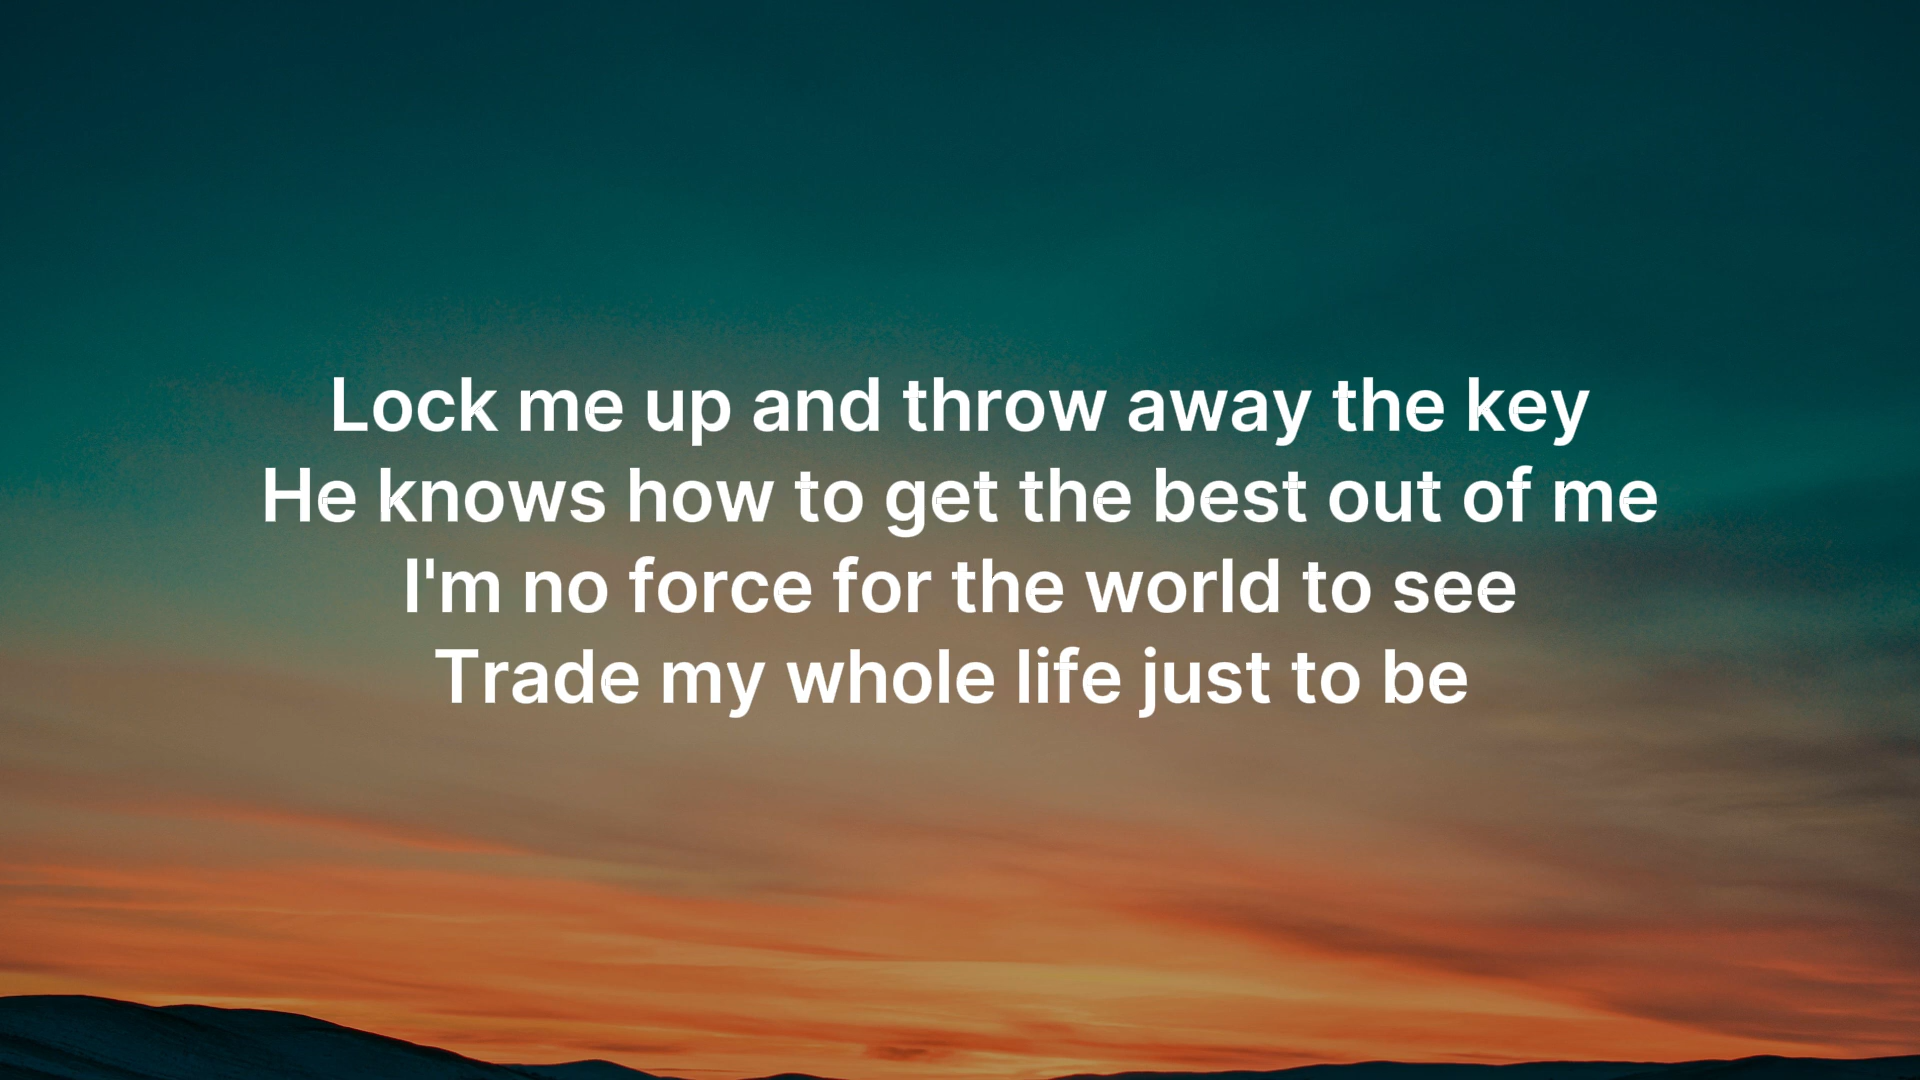 Lock me up and throw away the key
He knows how to get the best out of me
I'm no force for the world to see
Trade my whole life just to be